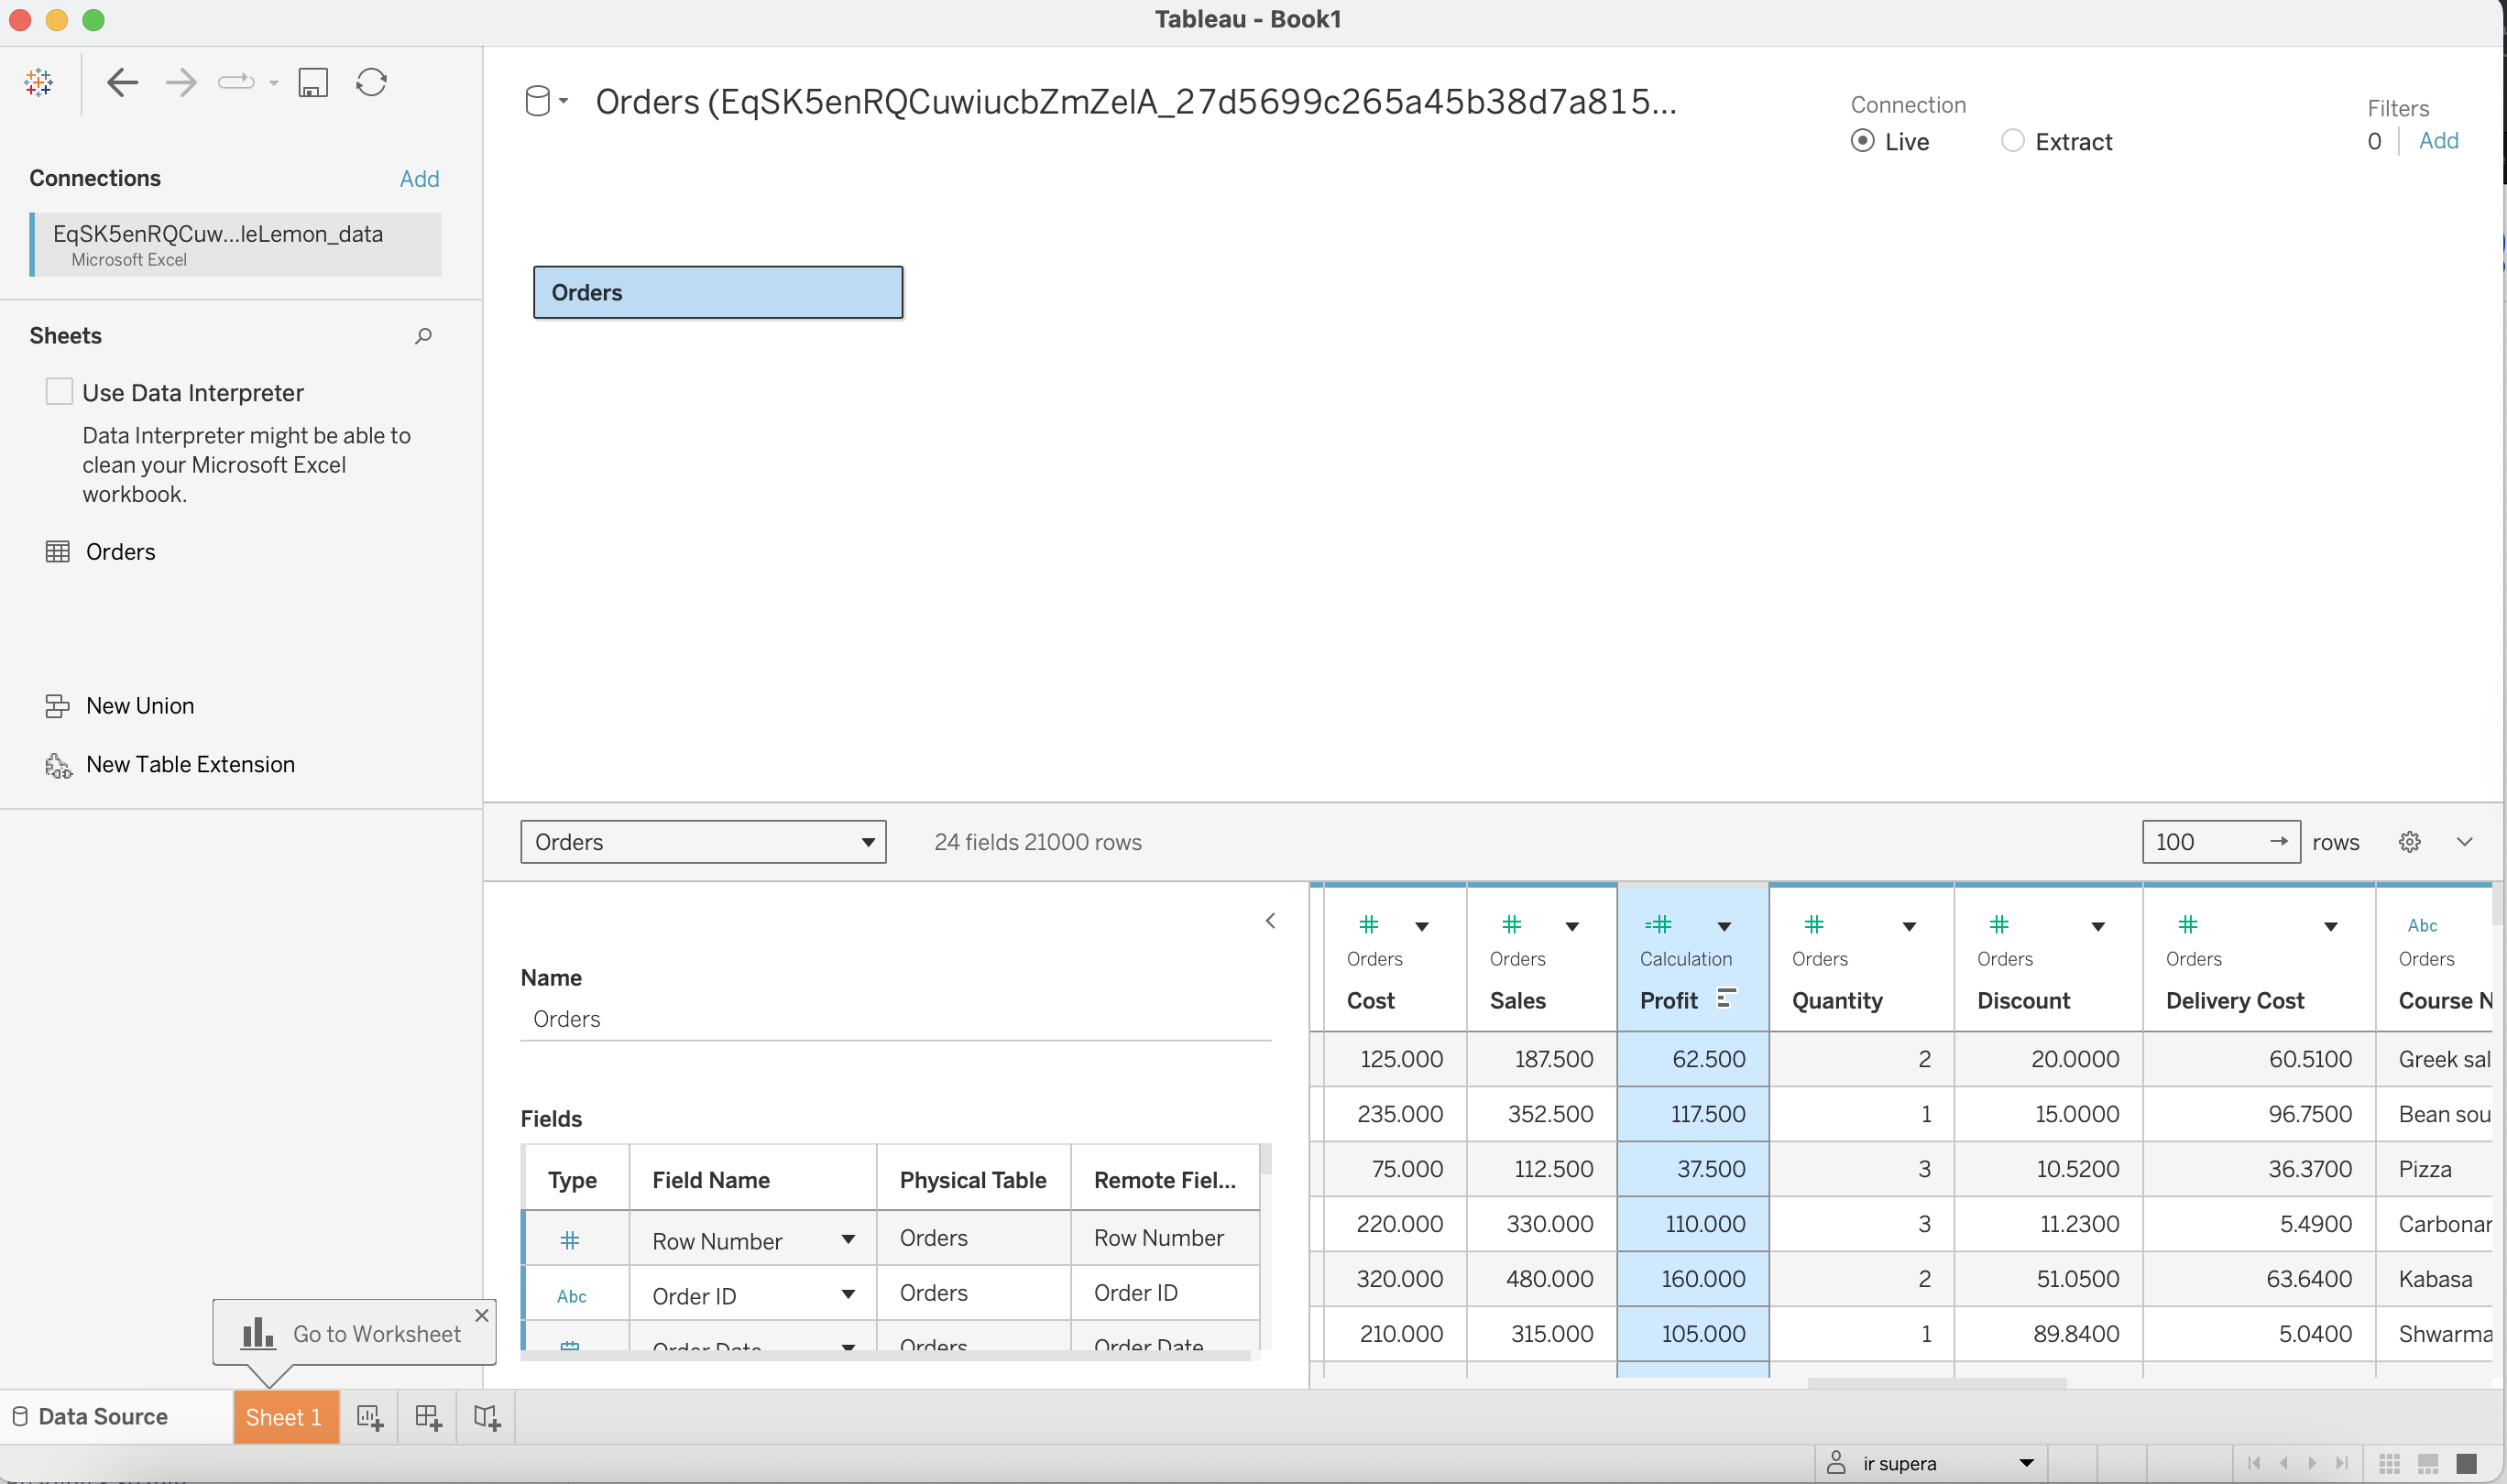 Tableau - Book1
Orders (EqSK5enRQCuwiucbZmZelA_27d5699c265a45b38d7a815...
Connection
Live
Extract
Filters
0
Add
Connections
Add
EqSK5enRQCuw...leLemon_data
Microsoft Excel
Orders
Sheets
Use Data Interpreter
Data Interpreter might be able to
clean your Microsoft Excel
workbook.
Orders
New Union
New Table Extension
Orders
24 fields 21000 rows
100
rows
Name
Orders
Fields
Type Field Name Physical Table Remote Fiel...
Row Number Orders Row Number
Abc Order ID Orders Order ID
Order Date Orders Order Date
Abc
Orders Orders Calculation Orders Orders Orders Orders
Cost Sales Profit Quantity Discount Delivery Cost Course N
125.000 187.500 62.500 2 20.0000 60.5100 Greek sal
235.000 352.500 117.500 1 15.0000 96.7500 Bean sou
75.000 112.500 37.500 3 10.5200 36.3700 Pizza
220.000 330.000 110.000 3 11.2300 5.4900 Carbonar
320.000 480.000 160.000 2 51.0500 63.6400 Kabasa
210.000 315.000 105.000 1 89.8400 5.0400 Shwarma
Go to Worksheet
Data Source
Sheet 1
ir supera